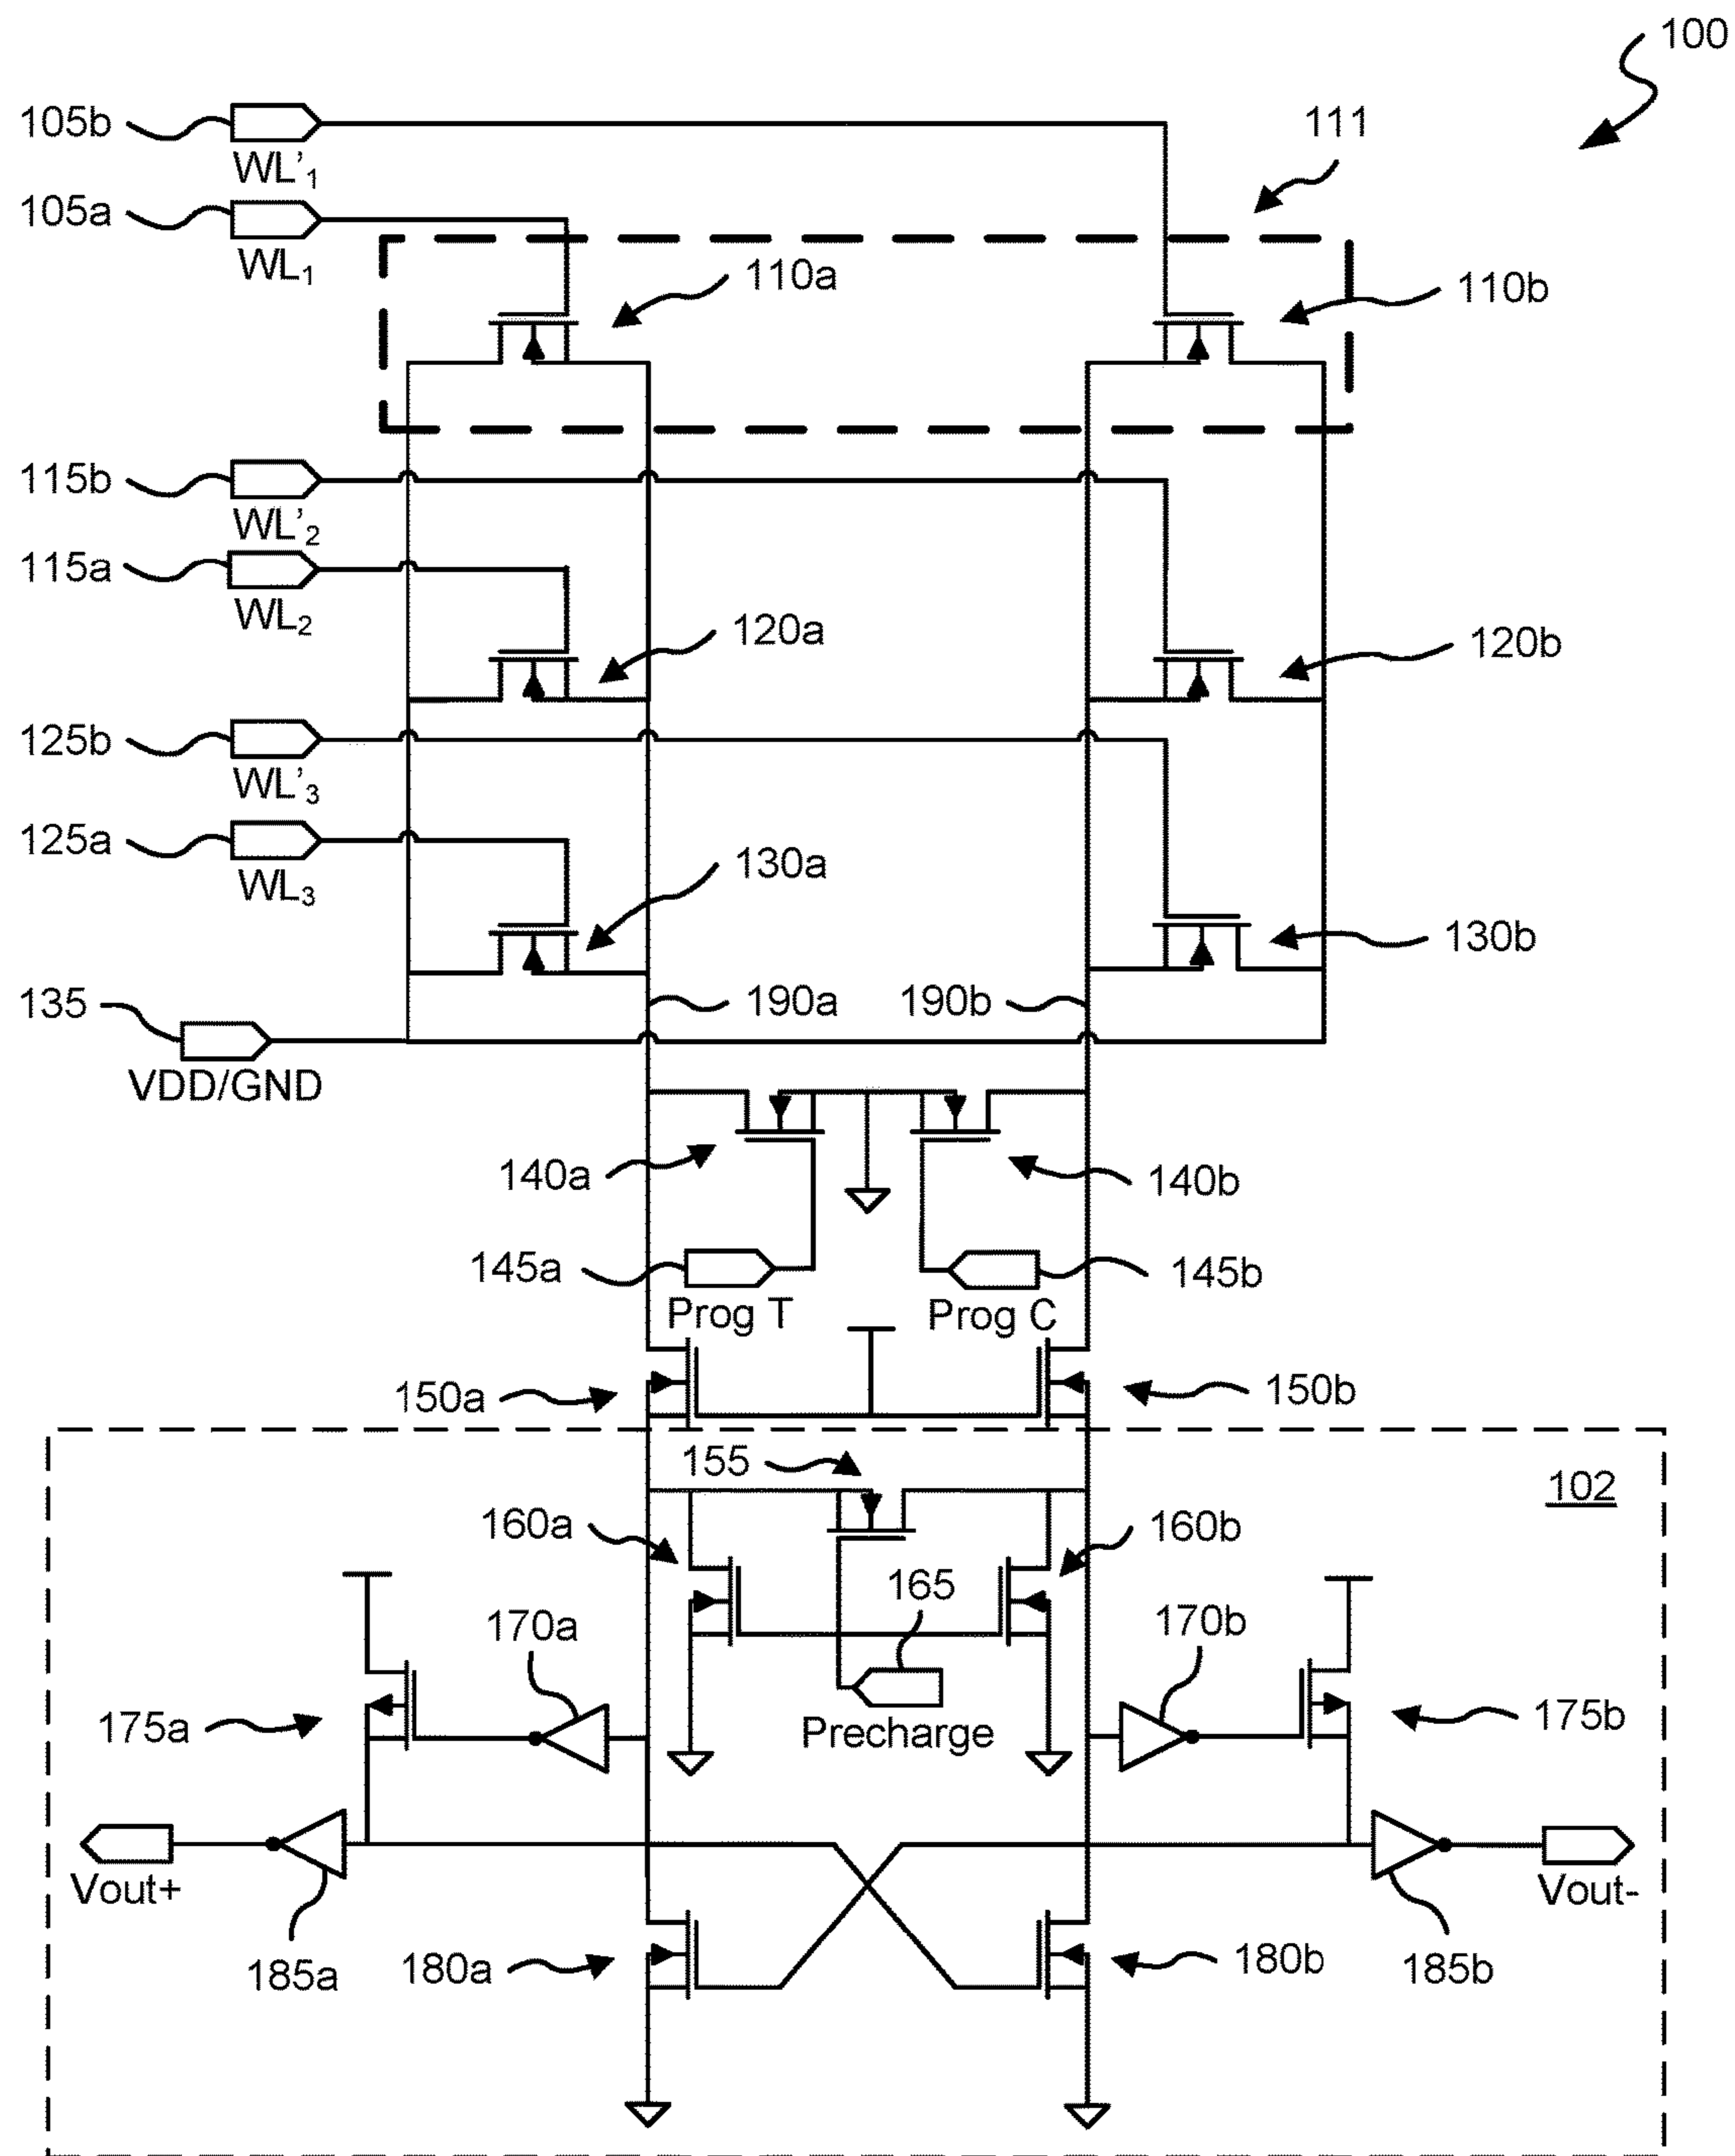 100
105b
WL'1
111
105a
WL1
110a
110b
115b
WL'2
115a
WL2
120a
120b
125b
WL'3
125a
WL3
130a
130b
135
VDD/GND
190a
190b
140a
140b
145a
Prog T
145b
Prog C
150a
150b
155
102
160a
160b
165
Precharge
170a
170b
175a
175b
Vout+
Vout-
185a
180a
180b
185b